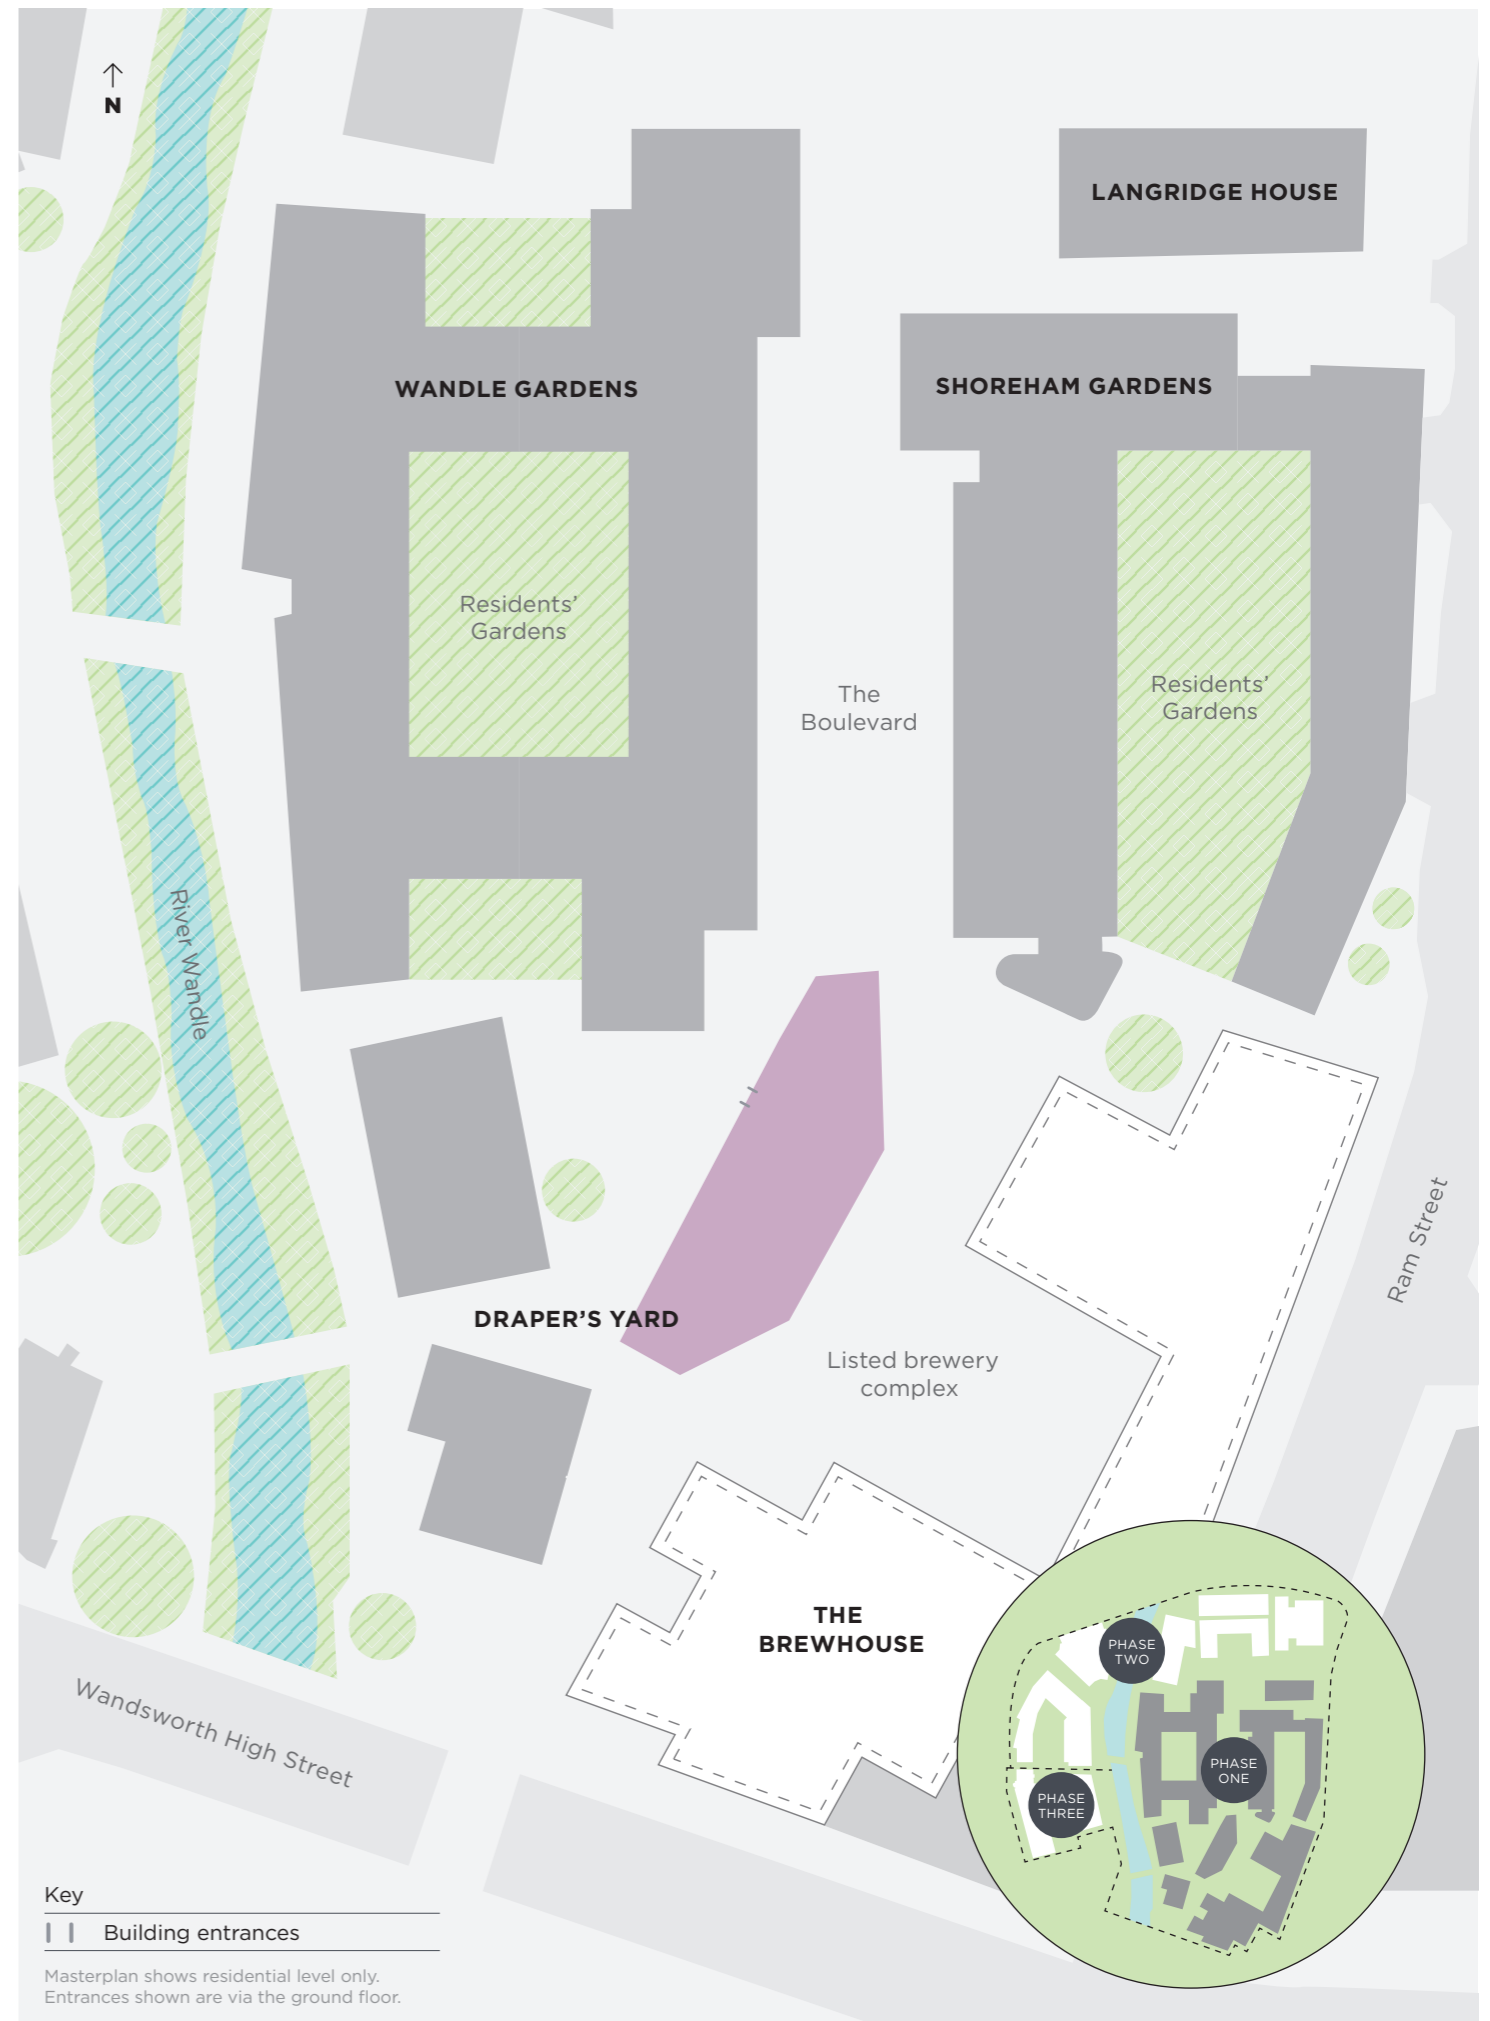 N
LANGRIDGE HOUSE
WANDLE GARDENS
SHOREHAM GARDENS
Residents’
Gardens
The
Boulevard
Residents’
Gardens
River Wandle
Ram Street
DRAPER’S YARD
Listed brewery
complex
THE
BREWHOUSE
Wandsworth High Street
PHASE
TWO
PHASE
ONE
PHASE
THREE
Key
Building entrances
Masterplan shows residential level only.
Entrances shown are via the ground floor.